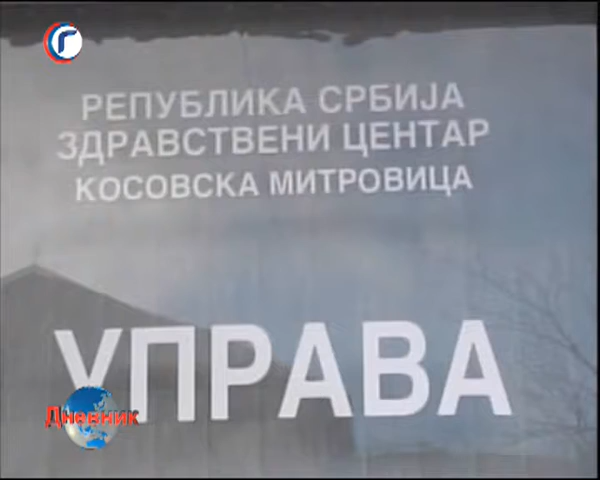 Г
РЕПУБЛИКА СРБИЈА
ЗДРАВСТВЕНИ ЦЕНТАР
КОСОВСКА МИТРОВИЦА
УПРАВА
Дневник